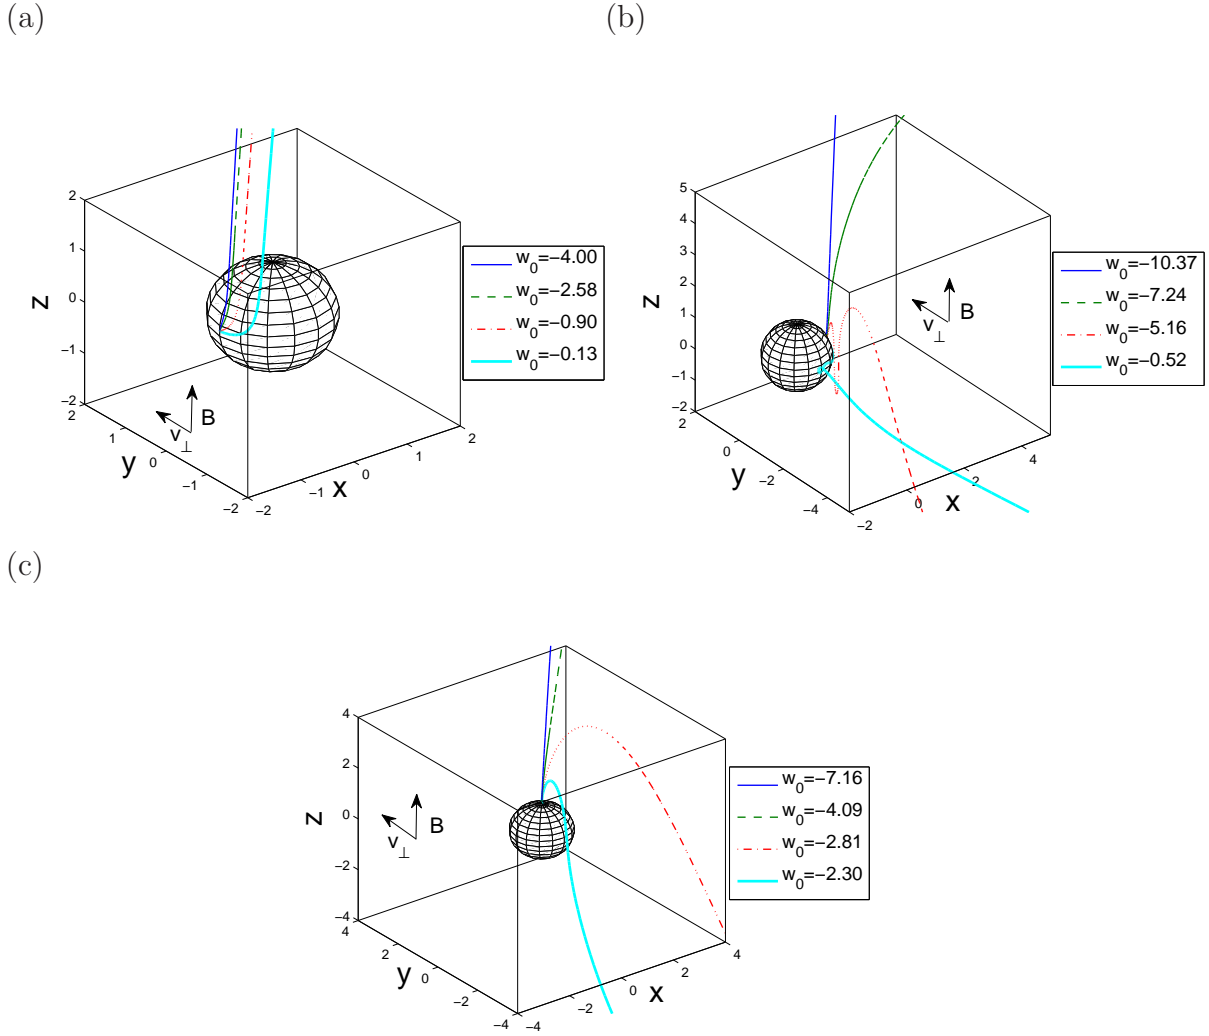 (a)
2
1
0
−1
−2
z
2
1
0
−1
−2
y
−2
−1
0
1
2
x
v⊥
B
w0=−4.00
w0=−2.58
w0=−0.90
w0=−0.13
(b)
5
4
3
2
1
0
−1
−2
z
2
0
−2
−4
y
−2
0
2
4
x
v⊥
B
w0=−10.37
w0=−7.24
w0=−5.16
w0=−0.52
(c)
4
2
0
−2
−4
z
4
2
0
−2
−4
y
−4
−2
0
2
4
x
v⊥
B
w0=−7.16
w0=−4.09
w0=−2.81
w0=−2.30